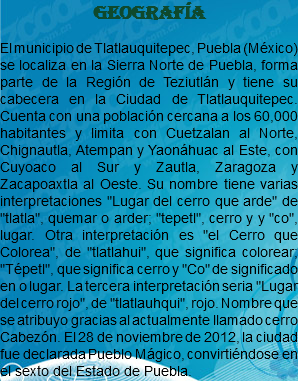 GEOGRAFÍA
El municipio de Tlatlauquitepec, Puebla (México)
se localiza en la Sierra Norte de Puebla, forma
parte de la Región de Teziutlán y tiene su
cabecera en la Ciudad de Tlatlauquitepec.
Cuenta con una población cercana a los 60,000
habitantes y limita con Cuetzalan al Norte,
Chignautla, Atempan y Yaonáhuac al Este, con
Cuyoaco al Sur y Zautla, Zaragoza y
Zacapoaxtla al Oeste. Su nombre tiene varias
interpretaciones "Lugar del cerro que arde" de
"tlatla", quemar o arder; "tepetl", cerro y y "co",
lugar. Otra interpretación es "el Cerro que
Colorea", de "tlatlahui", que significa colorear;
"Tépetl", que significa cerro y "Co" de significado
en o lugar. La tercera interpretación seria "Lugar
del cerro rojo", de "tlatlauhqui", rojo. Nombre que
se atribuyo gracias al actualmente llamado cerro
Cabezón. El 28 de noviembre de 2012, la ciudad
fue declarada Pueblo Mágico, convirtiéndose en
el sexto del Estado de Puebla